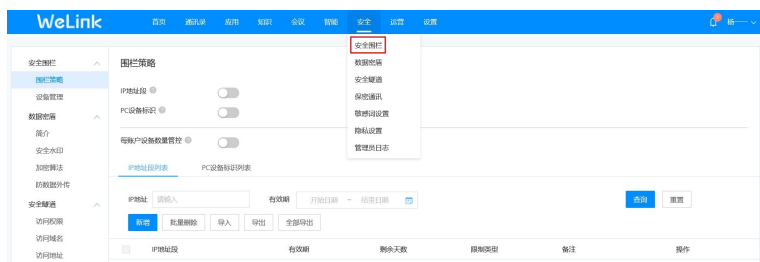 WeLink 首页 通讯录 应用 知识 会议 智能 安全 运营 设置 杨
安全围栏
数据密盾
安全隧道
保密通讯
敏感词设置
隐私设置
管理员日志
安全围栏
围栏策略
设备管理
数据密盾
简介
安全水印
加密算法
防数据外传
安全隧道
访问权限
访问域名
访问地址
围栏策略
IP地址段
PC设备标识
每账户设备数量管控
IP地址段列表 PC设备标识列表
IP地址 请输入 有效期 开始日期 ~ 结束日期 查询 重置
新增 批量删除 导入 导出 全部导出
IP地址段 有效期 剩余天数 限制类型 备注 操作